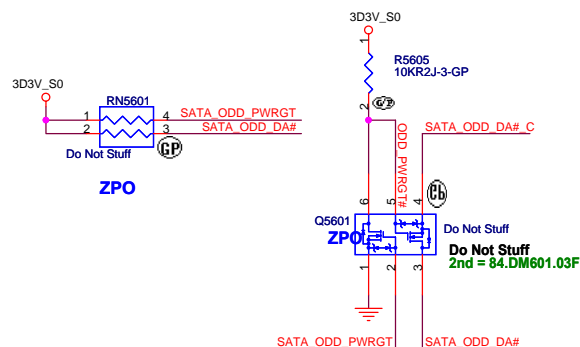 3D3V_S0
1
R5605
10KR2J-3-GP
2
G/P
3D3V_S0
RN5601
1
2
4
3
SATA_ODD_PWRGT
SATA_ODD_DA#
GP
Do Not Stuff
ZPO
ODD_PWRGT#
SATA_ODD_DA#_C
6
5
4
GP
Q5601
ZPO
Do Not Stuff
Do Not Stuff
2nd = 84.DM601.03F
1
2
3
SATA_ODD_PWRGT
SATA_ODD_DA#